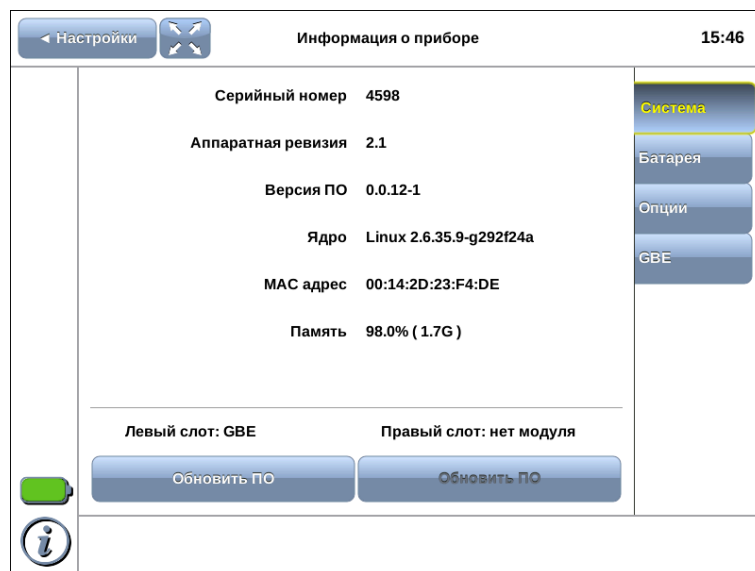 ◄ Настройки
Информация о приборе
15:46
Серийный номер 4598
Аппаратная ревизия 2.1
Версия ПО 0.0.12-1
Ядро Linux 2.6.35.9-g292f24a
MAC адрес 00:14:2D:23:F4:DE
Память 98.0% ( 1.7G )
Система
Батарея
Опции
GBE
Левый слот: GBE
Правый слот: нет модуля
Обновить ПО
Обновить ПО
i